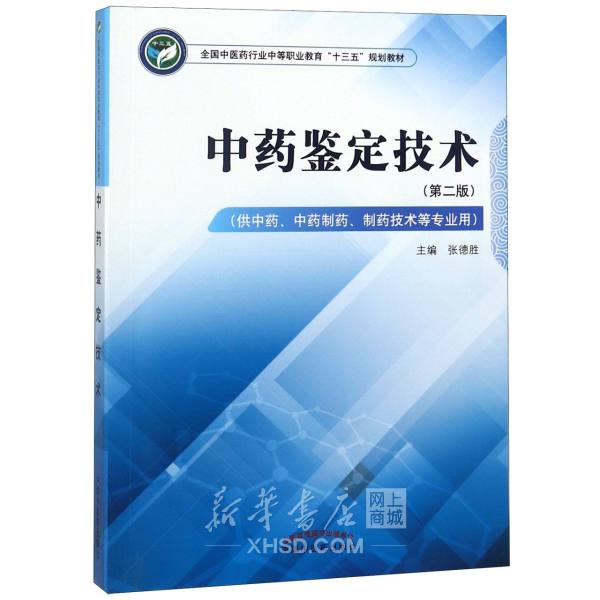 十三五
全国中医药行业中等职业教育“十三五”规划教材
中药鉴定技术
（第二版）
（供中药、中药制药、制药技术等专业用）
主编 张德胜
中药鉴定技术
新华书店
网上
商城
XHSD.COM